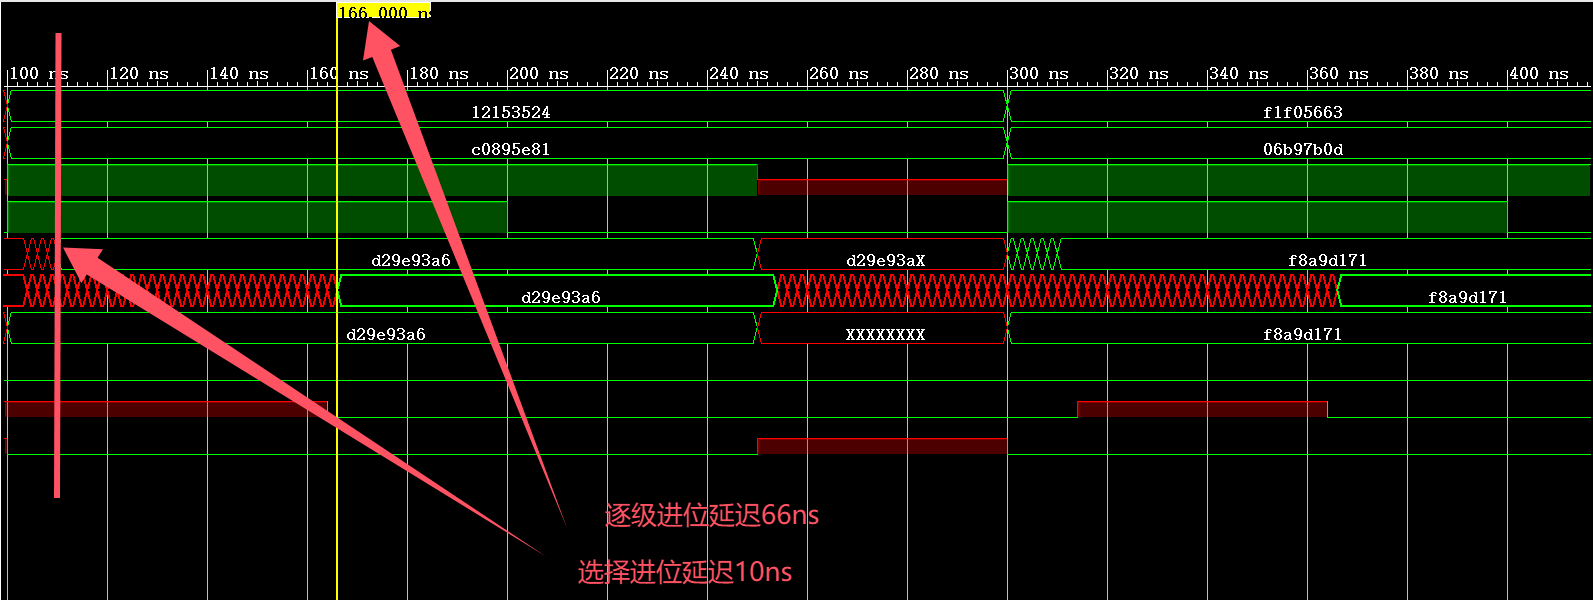 166.000 ns
100 ns 120 ns 140 ns 160 ns 180 ns 200 ns 220 ns 240 ns 260 ns 280 ns 300 ns 320 ns 340 ns 360 ns 380 ns 400 ns
12153524 f1f05663
c0895e81 06b97b0d
d29e93a6 d29e93aX f8a9d171
d29e93a6 f8a9d171
d29e93a6 XXXXXXXX f8a9d171
逐级进位延迟66ns
选择进位延迟10ns